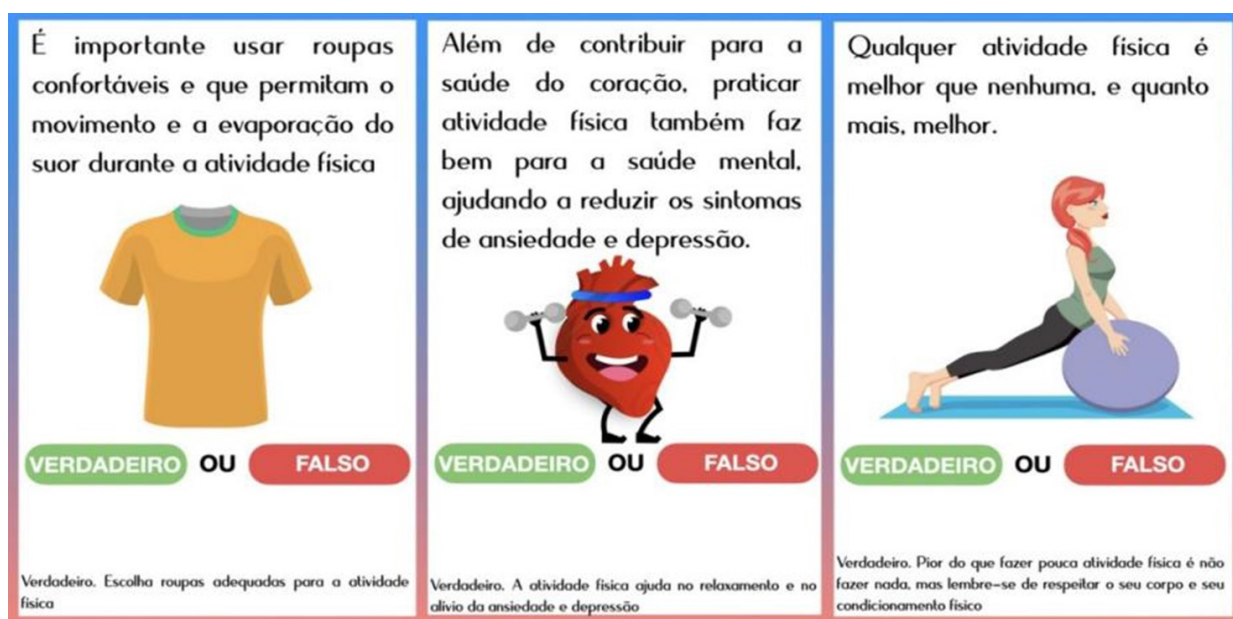 É importante usar roupas
confortáveis e que permitam o
movimento e a evaporação do
suor durante a atividade física
VERDADEIRO OU FALSO
Verdadeiro. Escolha roupas adequadas para a atividade
física
Além de contribuir para a
saúde do coração, praticar
atividade física também faz
bem para a saúde mental,
ajudando a reduzir os sintomas
de ansiedade e depressão.
VERDADEIRO OU FALSO
Verdadeiro. A atividade física ajuda no relaxamento e no
alívio da ansiedade e depressão
Qualquer atividade física é
melhor que nenhuma, e quanto
mais, melhor.
VERDADEIRO OU FALSO
Verdadeiro. Pior do que fazer pouca atividade física é não
fazer nada, mas lembre-se de respeitar o seu corpo e seu
condicionamento físico